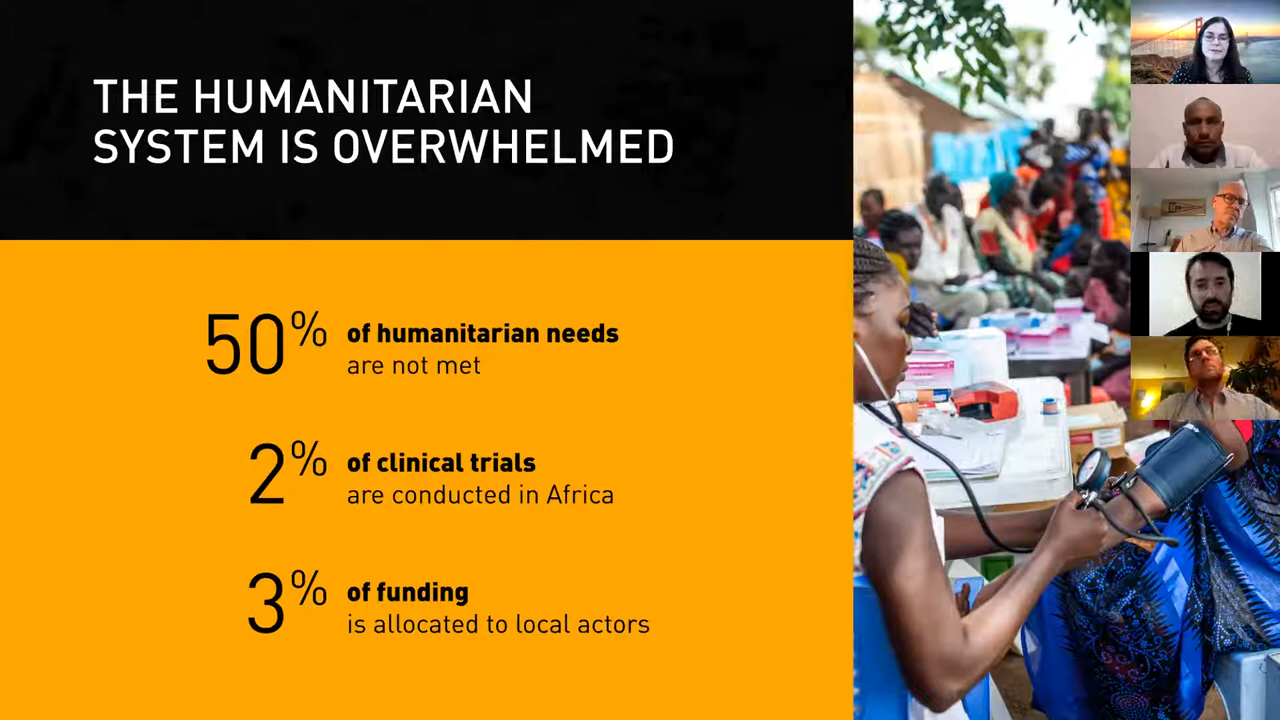 THE HUMANITARIAN
SYSTEM IS OVERWHELMED
50% of humanitarian needs
are not met
2% of clinical trials
are conducted in Africa
3% of funding
is allocated to local actors